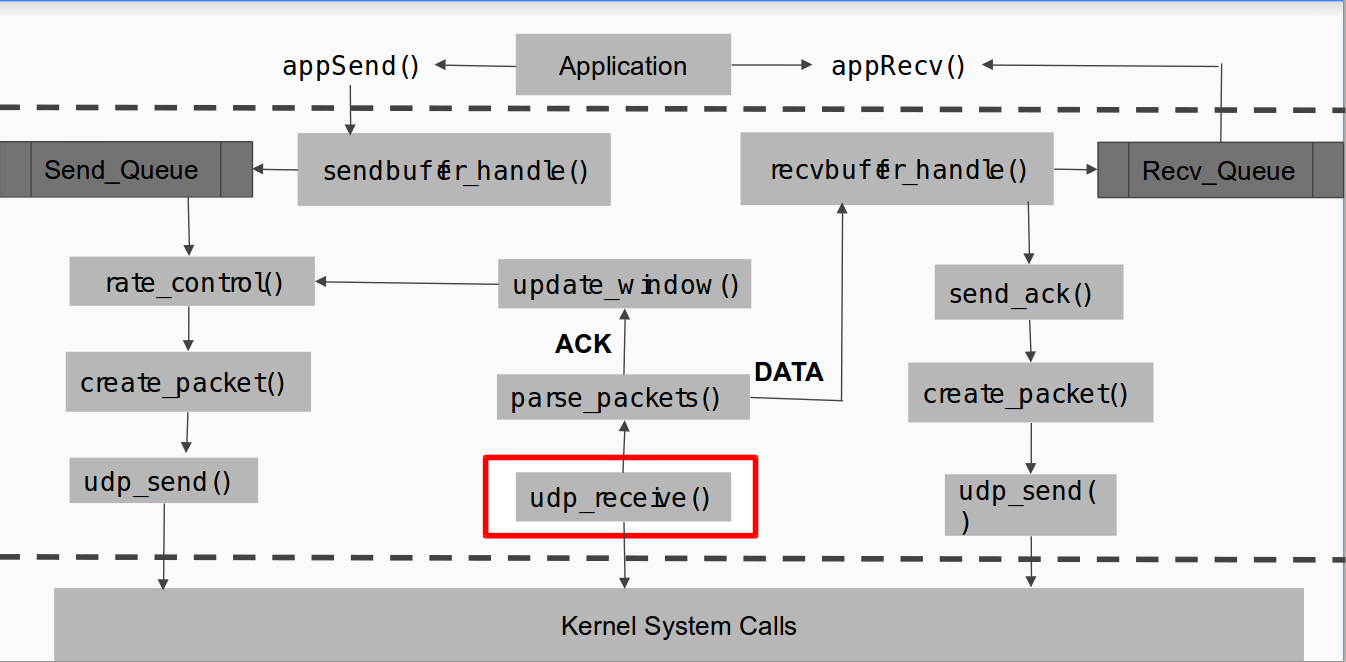 appSend()
Application
appRecv()
Send_Queue
sendbuffer_handle()
recvbuffer_handle()
Recv_Queue
rate_control()
update_window()
send_ack()
ACK
create_packet()
parse_packets()
DATA
create_packet()
udp_send()
udp_receive()
udp_send(
)
Kernel System Calls